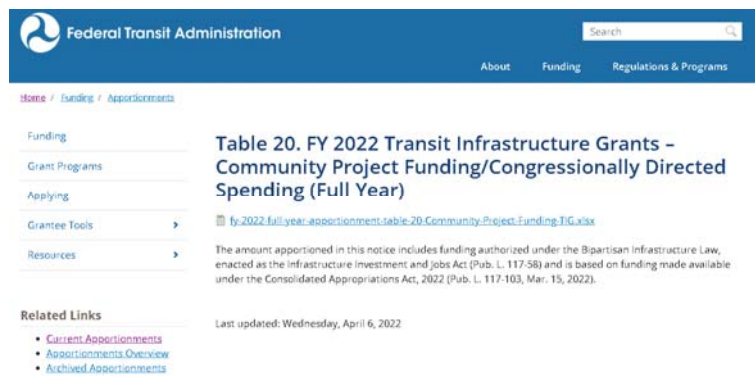 Federal Transit Administration
Search
About Funding Regulations & Programs
Home / Funding / Apportionments
Funding
Grant Programs
Applying
Grantee Tools
Resources
Related Links
Current Apportionments
Apportionments Overview
Archived Apportionments
Table 20. FY 2022 Transit Infrastructure Grants –
Community Project Funding/Congressionally Directed
Spending (Full Year)
fy-2022-full-year-apportionment-table-20-Community-Project-Funding-TIG.xlsx
The amount apportioned in this notice includes funding authorized under the Bipartisan Infrastructure Law,
enacted as the Infrastructure Investment and Jobs Act (Pub. L. 117-58) and is based on funding made available
under the Consolidated Appropriations Act, 2022 (Pub. L. 117-103, Mar. 15, 2022).
Last updated: Wednesday, April 6, 2022